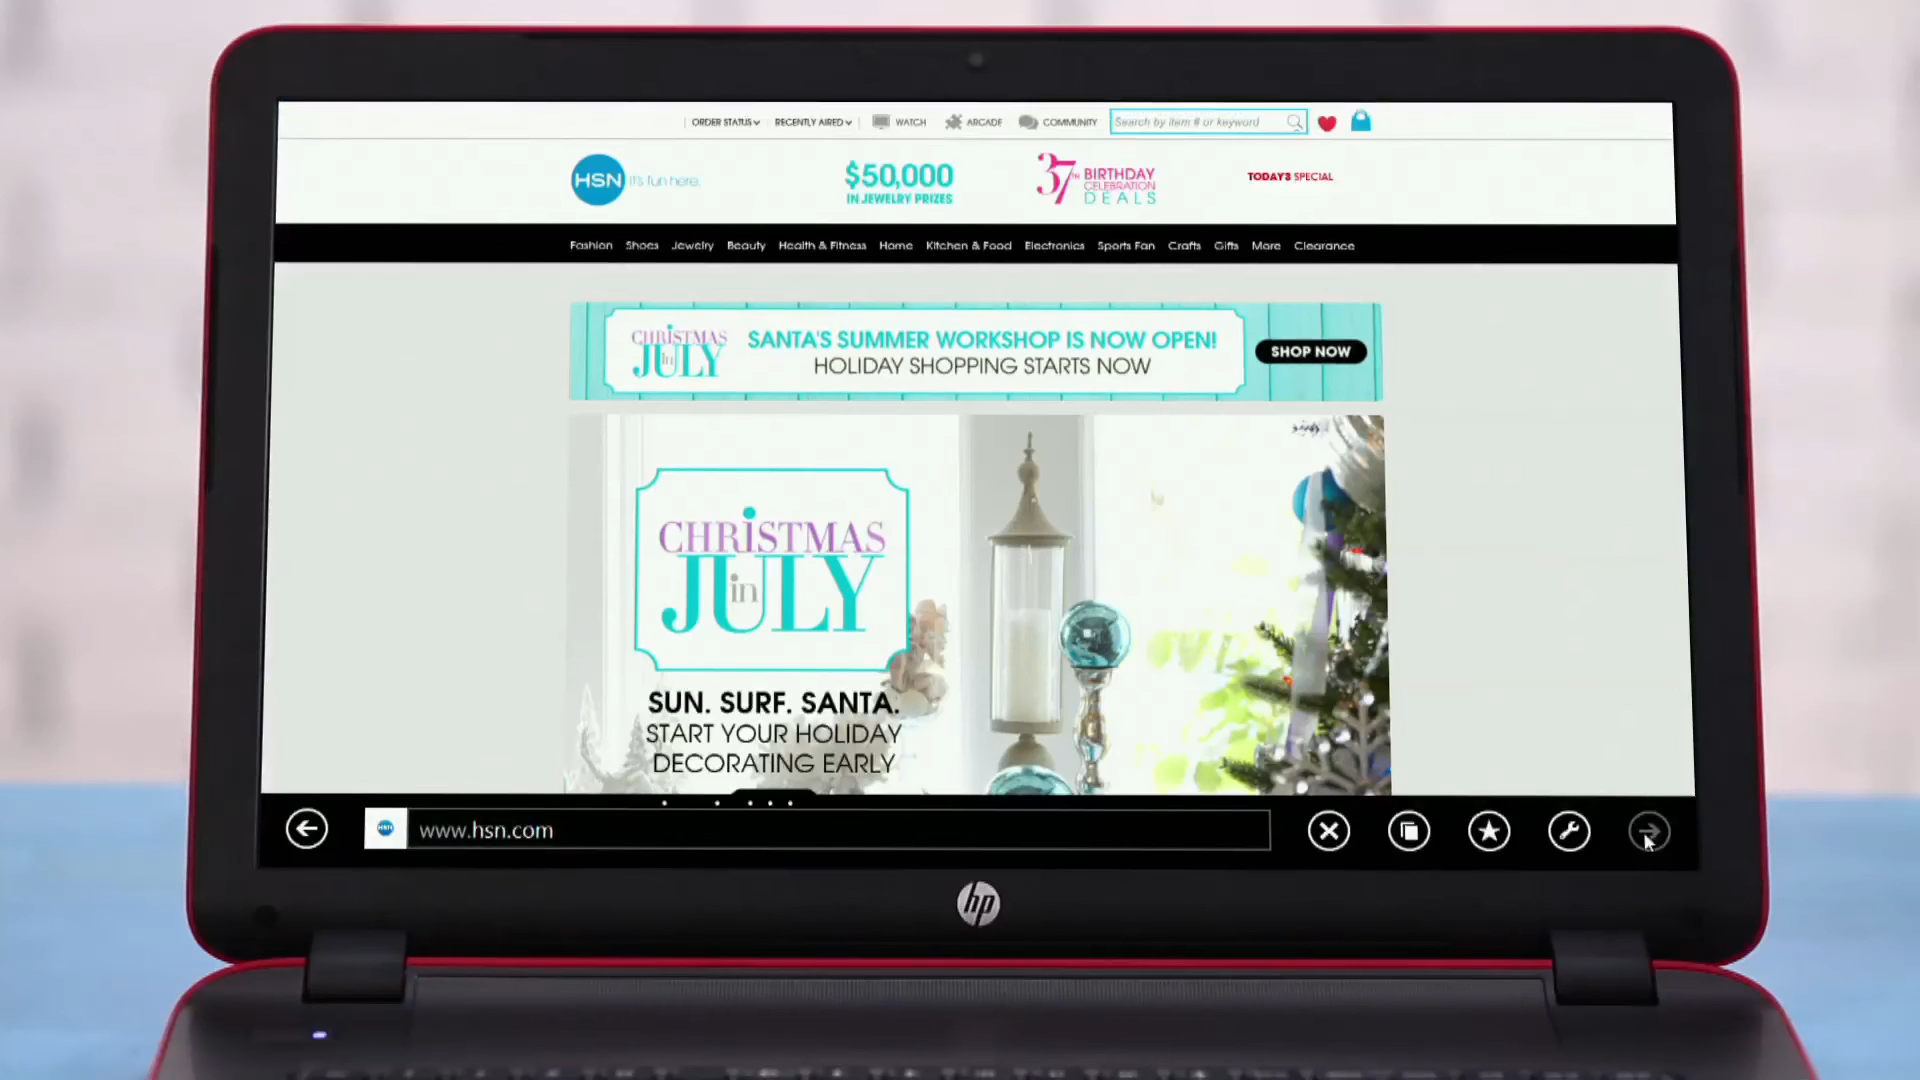 ORDER STATUS RECENTLY AIRED WATCH ARCADE COMMUNITY Search by item # or keyword
HSN it's fun here.
$50,000
IN JEWELRY PRIZES
37TH BIRTHDAY
CELEBRATION
DEALS
TODAY'S SPECIAL
Fashion Shoes Jewelry Beauty Health & Fitness Home Kitchen & Food Electronics Sports Fan Crafts Gifts More Clearance
CHRISTMAS
in
JULY
SANTA'S SUMMER WORKSHOP IS NOW OPEN!
HOLIDAY SHOPPING STARTS NOW
SHOP NOW
CHRISTMAS
in
JULY
SUN. SURF. SANTA.
START YOUR HOLIDAY
DECORATING EARLY
HSN www.hsn.com
hp